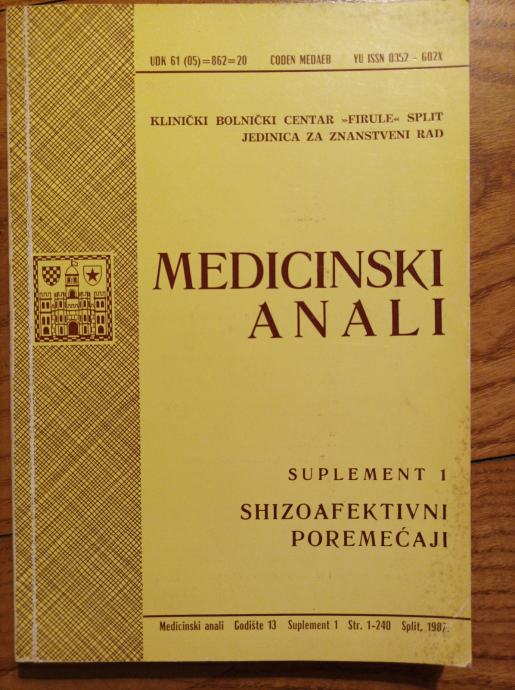 UDK 61 (05)=862=20 CODEN MEDAEB YU ISSN 0352 - 602X
KLINIČKI BOLNIČKI CENTAR »FIRULE« SPLIT
JEDINICA ZA ZNANSTVENI RAD
MEDICINSKI
ANALI
SUPLEMENT 1
SHIZOAFEKTIVNI
POREMEĆAJI
Medicinski anali Godište 13 Suplement 1 Str. 1-240 Split, 1987.